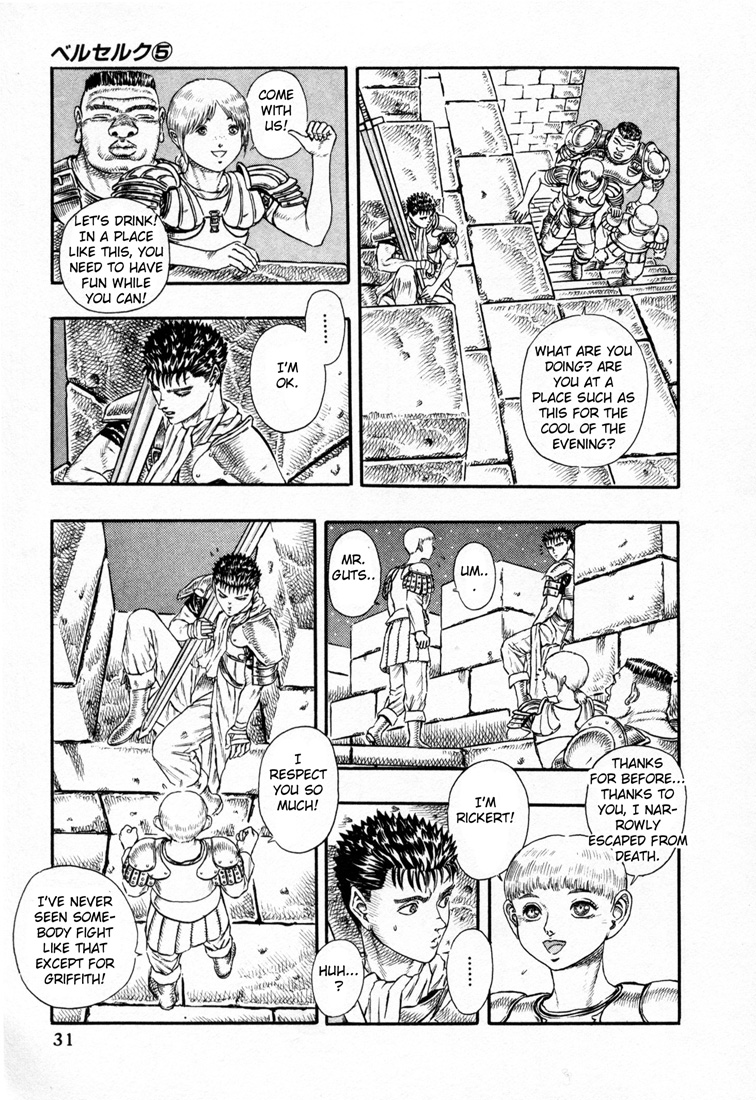 ベルセルク⑤
WHAT ARE YOU
DOING? ARE
YOU AT A
PLACE SUCH AS
THIS FOR THE
COOL OF THE
EVENING?
COME
WITH
US!
LET'S DRINK!
IN A PLACE
LIKE THIS, YOU
NEED TO HAVE
FUN WHILE
YOU CAN!
......
I'M
OK.
UM..
.
MR.
GUTS..
THANKS
FOR BEFORE...
THANKS TO
YOU, I NAR-
ROWLY
ESCAPED FROM
DEATH.
I'M
RICKERT!
......
HUH...
?
I
RESPECT
YOU SO
MUCH!
I'VE NEVER
SEEN SOME-
BODY FIGHT
LIKE THAT
EXCEPT FOR
GRIFFITH!
31